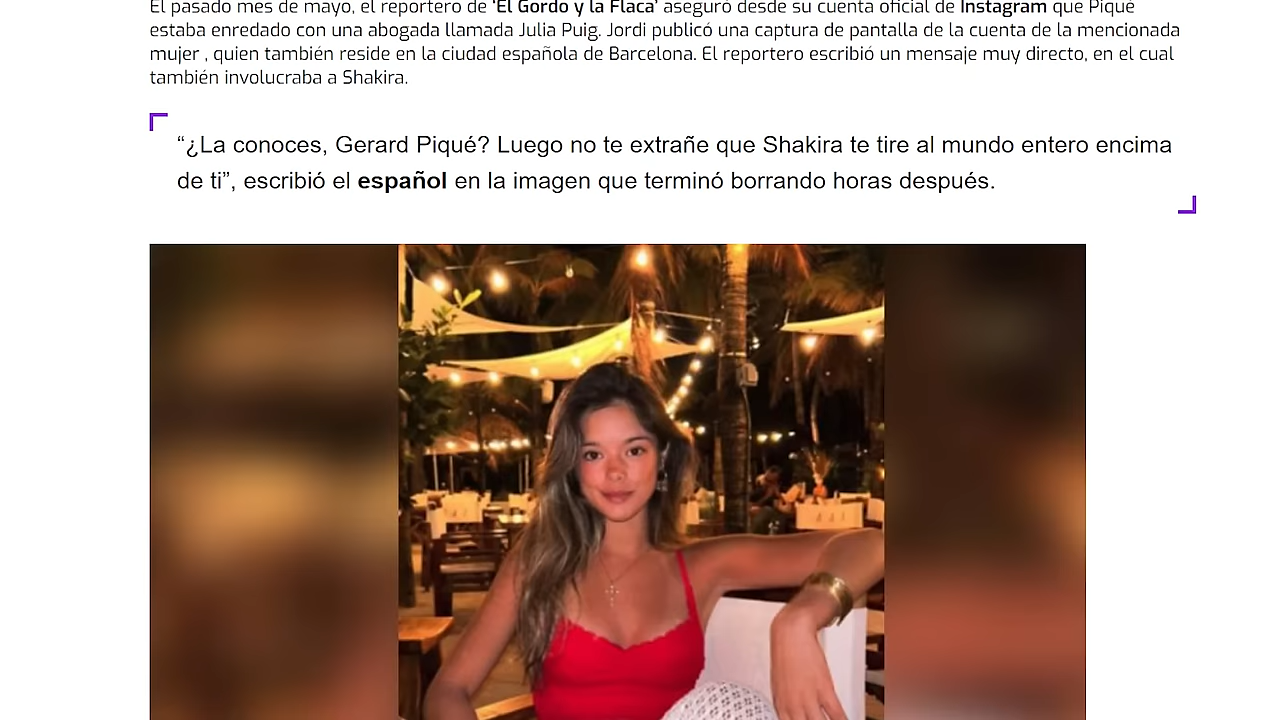 El pasado mes de mayo, el reportero de ‘El Gordo y la Flaca’ aseguró desde su cuenta oficial de Instagram que Piqué
estaba enredado con una abogada llamada Julia Puig. Jordi publicó una captura de pantalla de la cuenta de la mencionada
mujer , quien también reside en la ciudad española de Barcelona. El reportero escribió un mensaje muy directo, en el cual
también involucraba a Shakira.
“¿La conoces, Gerard Piqué? Luego no te extrañe que Shakira te tire al mundo entero encima
de ti”, escribió el español en la imagen que terminó borrando horas después.